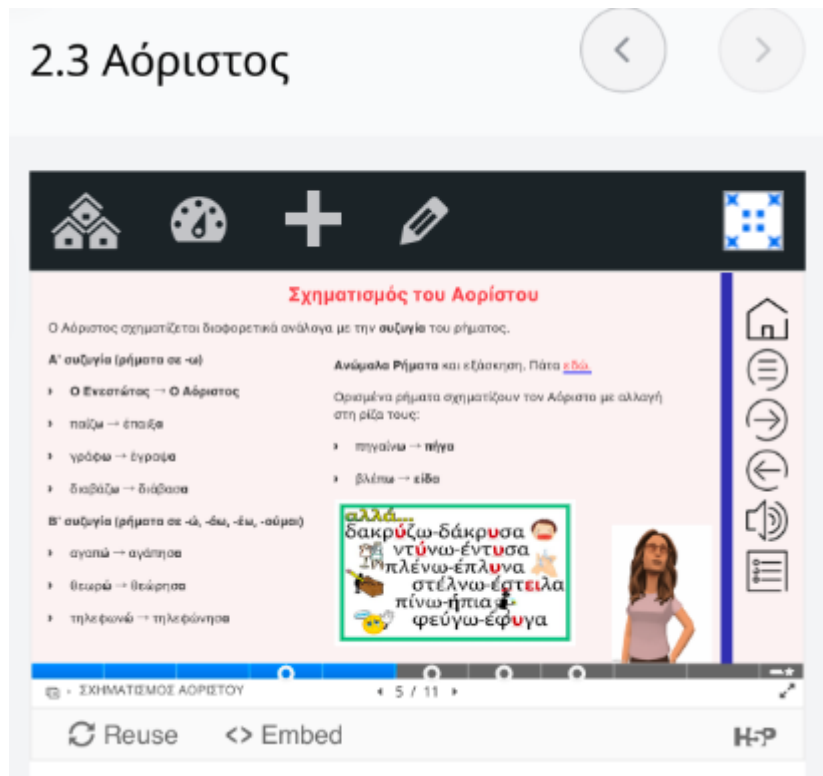 2.3 Αόριστος
Σχηματισμός του Αορίστου
Ο Αόριστος σχηματίζεται διαφορετικά ανάλογα με την συζυγία του ρήματος.
Α' συζυγία (ρήματα σε -ω)
Ο Ενεστώτας → Ο Αόριστος
παίζω → έπαιξα
γράφω → έγραψα
διαβάζω → διάβασα
Β' συζυγία (ρήματα σε -ώ, -άω, -έω, -ούμαι)
αγαπώ → αγάπησα
θεωρώ → θεώρησα
τηλεφωνώ → τηλεφώνησα
Ανώμαλα Ρήματα και εξάσκηση. Πάτα εδώ.
Ορισμένα ρήματα σχηματίζουν τον Αόριστο με αλλαγή
στη ρίζα τους:
πηγαίνω → πήγα
βλέπω → είδα
αλλά...
δακρύζω-δάκρυσα
ντύνω-έντυσα
πλένω-έπλυνα
στέλνω-έστειλα
πίνω-ήπια
φεύγω-έφυγα
- ΣΧΗΜΑΤΙΣΜΟΣ ΑΟΡΙΣΤΟΥ
5 / 11
Reuse
<> Embed
H5P